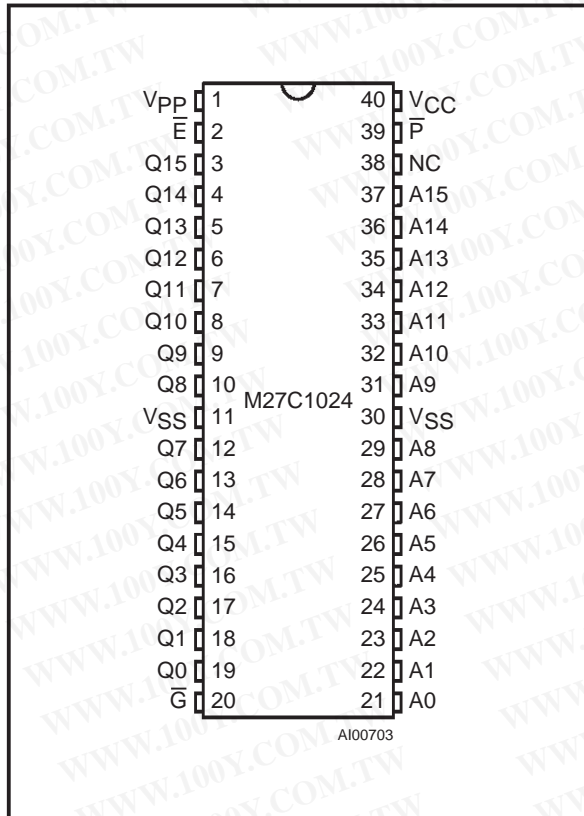 VPP 1 40 VCC
E̅ 2 39 P̅
Q15 3 38 NC
Q14 4 37 A15
Q13 5 36 A14
Q12 6 35 A13
Q11 7 34 A12
Q10 8 33 A11
Q9 9 32 A10
Q8 10 31 A9
M27C1024
VSS 11 30 VSS
Q7 12 29 A8
Q6 13 28 A7
Q5 14 27 A6
Q4 15 26 A5
Q3 16 25 A4
Q2 17 24 A3
Q1 18 23 A2
Q0 19 22 A1
G̅ 20 21 A0
AI00703
WWW.100Y.COM.TW